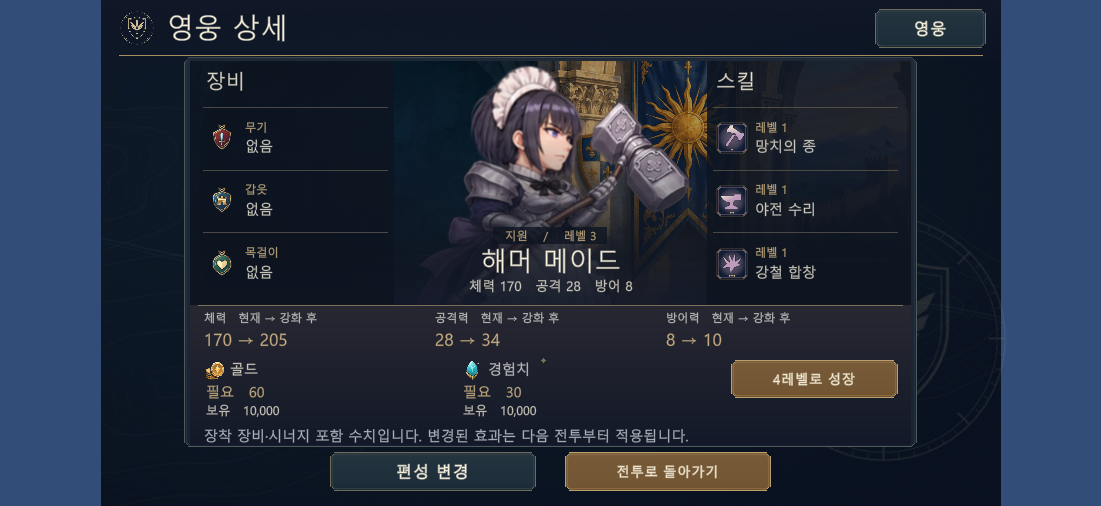 영웅 상세
영웅
장비
무기
없음
갑옷
없음
목걸이
없음
스킬
레벨 1
망치의 종
레벨 1
야전 수리
레벨 1
강철 합창
지원 / 레벨 3
해머 메이드
체력 170 공격 28 방어 8
체력 현재 → 강화 후
170 → 205
공격력 현재 → 강화 후
28 → 34
방어력 현재 → 강화 후
8 → 10
골드
필요 60
보유 10,000
경험치
필요 30
보유 10,000
4레벨로 성장
장착 장비·시너지 포함 수치입니다. 변경된 효과는 다음 전투부터 적용됩니다.
편성 변경
전투로 돌아가기